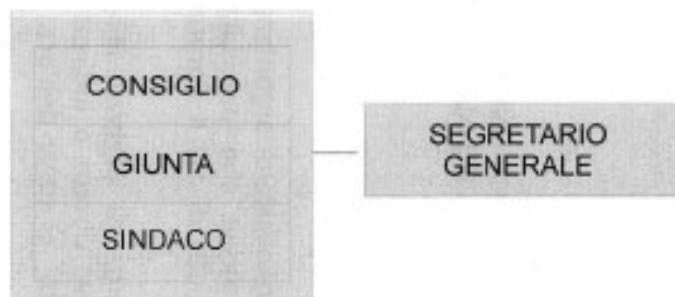 CONSIGLIO
GIUNTA
SINDACO
SEGRETARIO
GENERALE